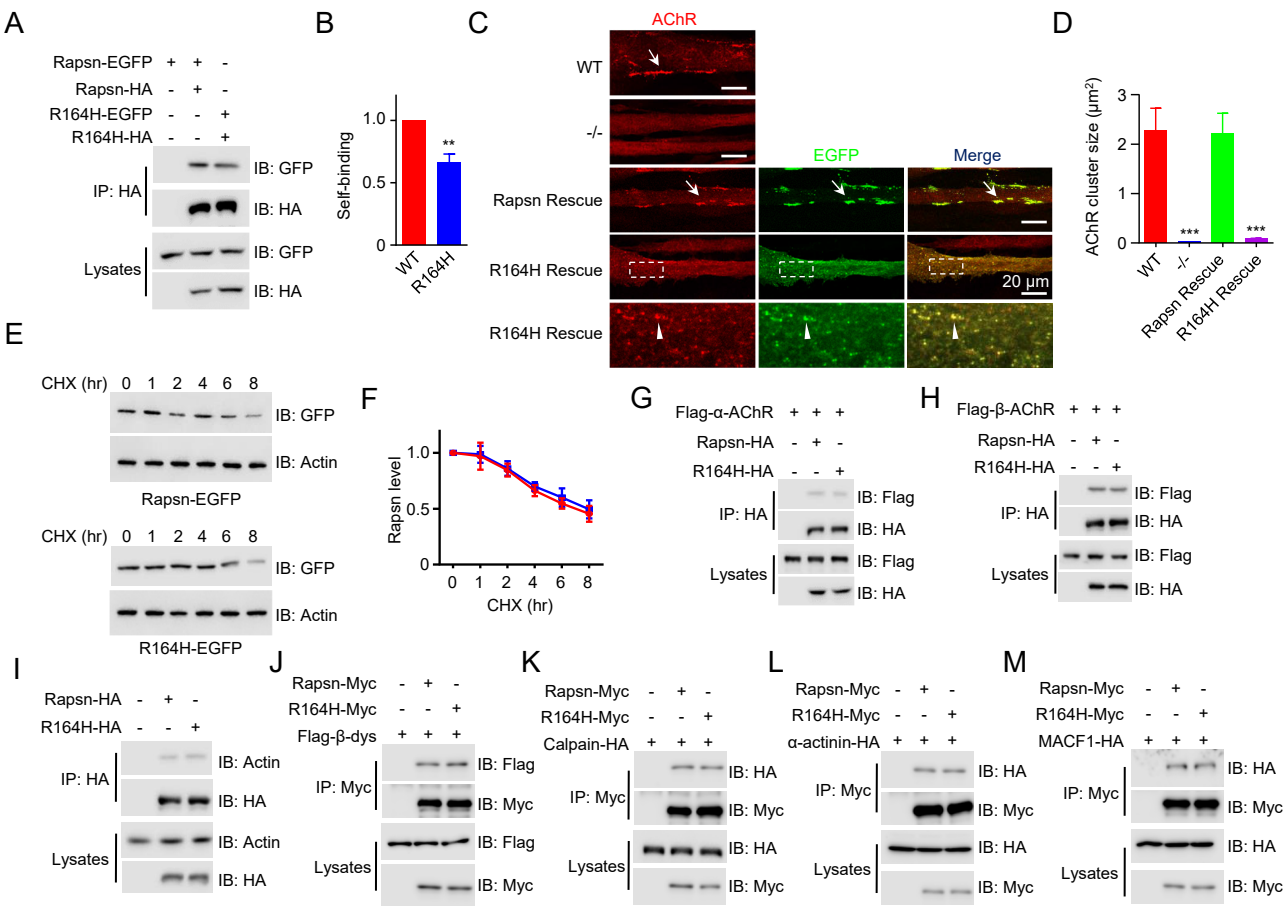 A
Rapsn-EGFP + + -
Rapsn-HA - + -
R164H-EGFP - - +
R164H-HA - - +
IP: HA
IB: GFP
IB: HA
Lysates
IB: GFP
IB: HA
B
Self-binding
1.0
0.5
0
**
WT
R164H
C
AChR
WT
-/-
EGFP
Merge
Rapsn Rescue
R164H Rescue
20 µm
R164H Rescue
D
AChR cluster size (µm²)
3
2
1
0
***
***
WT
-/-
Rapsn Rescue
R164H Rescue
E
CHX (hr) 0 1 2 4 6 8
IB: GFP
IB: Actin
Rapsn-EGFP
CHX (hr) 0 1 2 4 6 8
IB: GFP
IB: Actin
R164H-EGFP
F
Rapsn level
1.0
0.5
0
0 1 2 4 6 8
CHX (hr)
G
Flag-α-AChR + + +
Rapsn-HA - + -
R164H-HA - - +
IP: HA
IB: Flag
IB: HA
Lysates
IB: Flag
IB: HA
H
Flag-β-AChR + + +
Rapsn-HA - + -
R164H-HA - - +
IP: HA
IB: Flag
IB: HA
Lysates
IB: Flag
IB: HA
I
Rapsn-HA - + -
R164H-HA - - +
IP: HA
IB: Actin
IB: HA
Lysates
IB: Actin
IB: HA
J
Rapsn-Myc - + -
R164H-Myc - - +
Flag-β-dys + + +
IP: Myc
IB: Flag
IB: Myc
Lysates
IB: Flag
IB: Myc
K
Rapsn-Myc - + -
R164H-Myc - - +
Calpain-HA + + +
IP: Myc
IB: HA
IB: Myc
Lysates
IB: HA
IB: Myc
L
Rapsn-Myc - + -
R164H-Myc - - +
α-actinin-HA + + +
IP: Myc
IB: HA
IB: Myc
Lysates
IB: HA
IB: Myc
M
Rapsn-Myc - + -
R164H-Myc - - +
MACF1-HA + + +
IP: Myc
IB: HA
IB: Myc
Lysates
IB: HA
IB: Myc